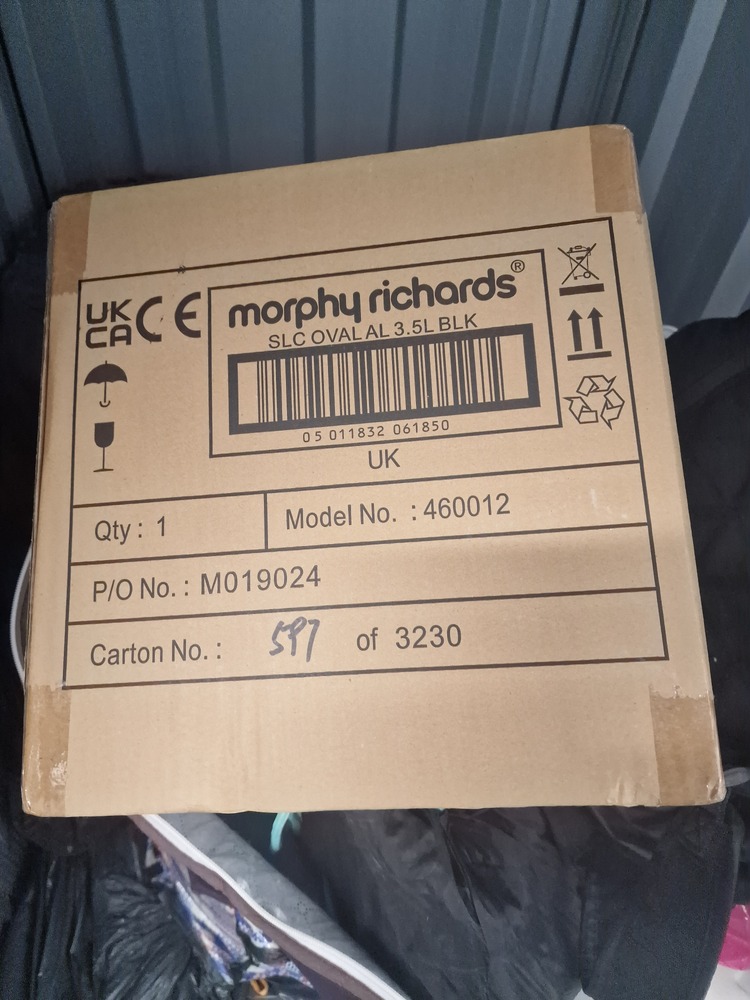 UK
CA CE
morphy richards®
SLC OVAL AL 3.5L BLK
05 011832 061850
UK
Qty : 1
Model No. : 460012
P/O No. : M019024
Carton No. : 597 of 3230